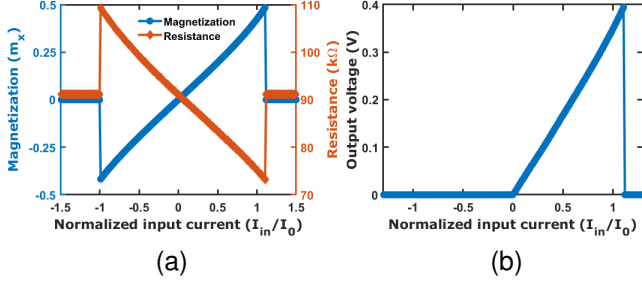 0.5
0.25
0
-0.25
-0.5
Magnetization (mx)
Magnetization
Resistance
110
100
90
80
70
Resistance (kΩ)
-1.5 -1 -0.5 0 0.5 1 1.5
Normalized input current (Iin/I0)
(a)
0.4
0.3
0.2
0.1
0
Output voltage (V)
-1 -0.5 0 0.5 1
Normalized input current (Iin/I0)
(b)